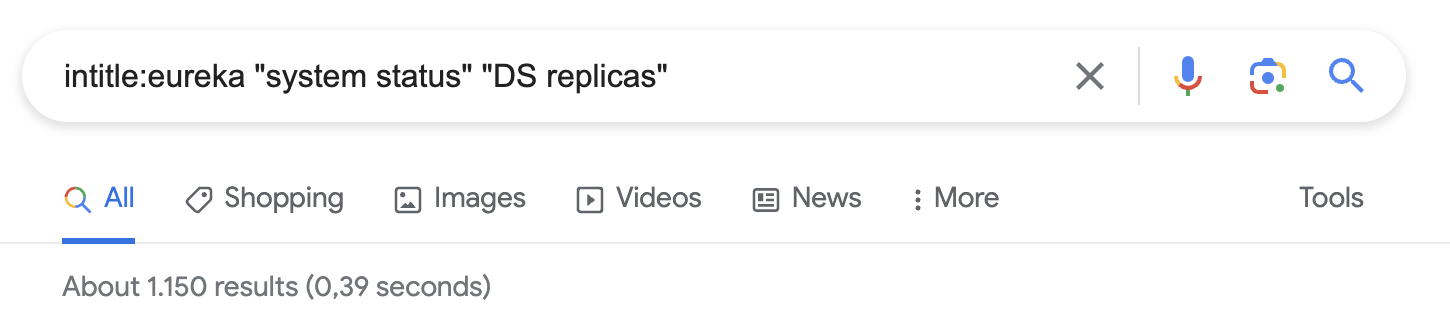 intitle:eureka "system status" "DS replicas"
All Shopping Images Videos News More Tools
About 1.150 results (0,39 seconds)